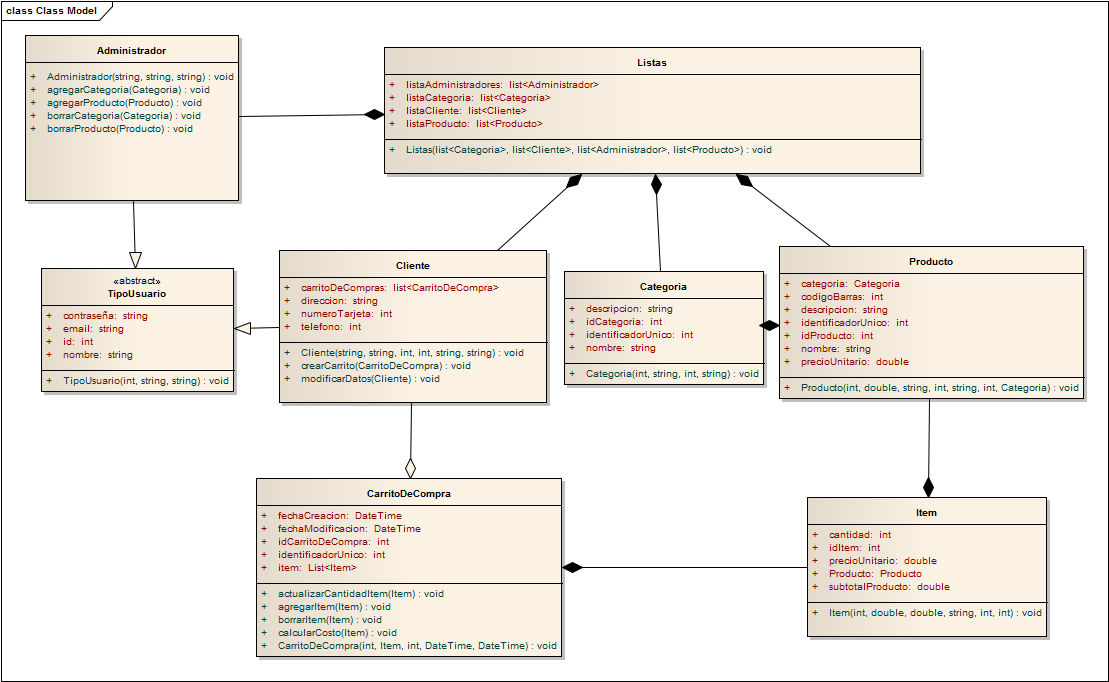 class Class Model
Administrador
+ Administrador(string, string, string) : void
+ agregarCategoria(Categoria) : void
+ agregarProducto(Producto) : void
+ borrarCategoria(Categoria) : void
+ borrarProducto(Producto) : void
Listas
+ listaAdministradores: list<Administrador>
+ listaCategoria: list<Categoria>
+ listaCliente: list<Cliente>
+ listaProducto: list<Producto>
+ Listas(list<Categoria>, list<Cliente>, list<Administrador>, list<Producto>) : void
«abstract»
TipoUsuario
+ contraseña: string
+ email: string
+ id: int
+ nombre: string
+ TipoUsuario(int, string, string) : void
Cliente
+ carritoDeCompras: list<CarritoDeCompra>
+ direccion: string
+ numeroTarjeta: int
+ telefono: int
+ Cliente(string, string, int, int, string, string) : void
+ crearCarrito(CarritoDeCompra) : void
+ modificarDatos(Cliente) : void
Categoria
+ descripcion: string
+ idCategoria: int
+ identificadorUnico: int
+ nombre: string
+ Categoria(int, string, int, string) : void
Producto
+ categoria: Categoria
+ codigoBarras: int
+ descripcion: string
+ identificadorUnico: int
+ idProducto: int
+ nombre: string
+ precioUnitario: double
+ Producto(int, double, string, int, string, int, Categoria) : void
CarritoDeCompra
+ fechaCreacion: DateTime
+ fechaModificacion: DateTime
+ idCarritoDeCompra: int
+ identificadorUnico: int
+ item: List<Item>
+ actualizarCantidadItem(Item) : void
+ agregarItem(Item) : void
+ borrarItem(Item) : void
+ calcularCosto(Item) : void
+ CarritoDeCompra(int, Item, int, DateTime, DateTime) : void
Item
+ cantidad: int
+ idItem: int
+ precioUnitario: double
+ Producto: Producto
+ subtotalProducto: double
+ Item(int, double, double, string, int, int) : void